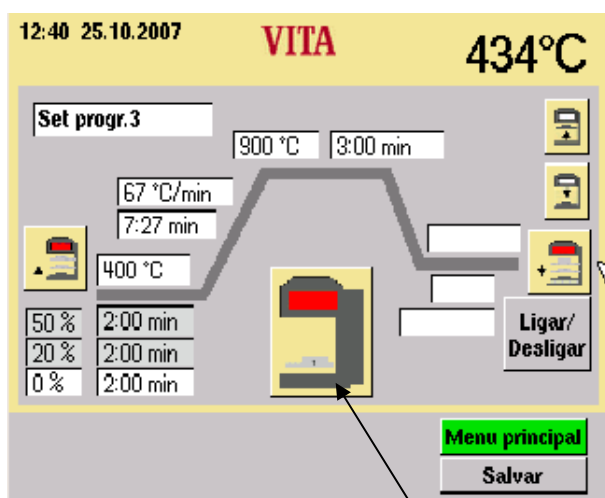 12:40 25.10.2007
VITA
434°C
Set progr.3
900 °C
3:00 min
67 °C/min
7:27 min
400 °C
50 %
2:00 min
20 %
2:00 min
0 %
2:00 min
1
Ligar/
Desligar
Menu principal
Salvar